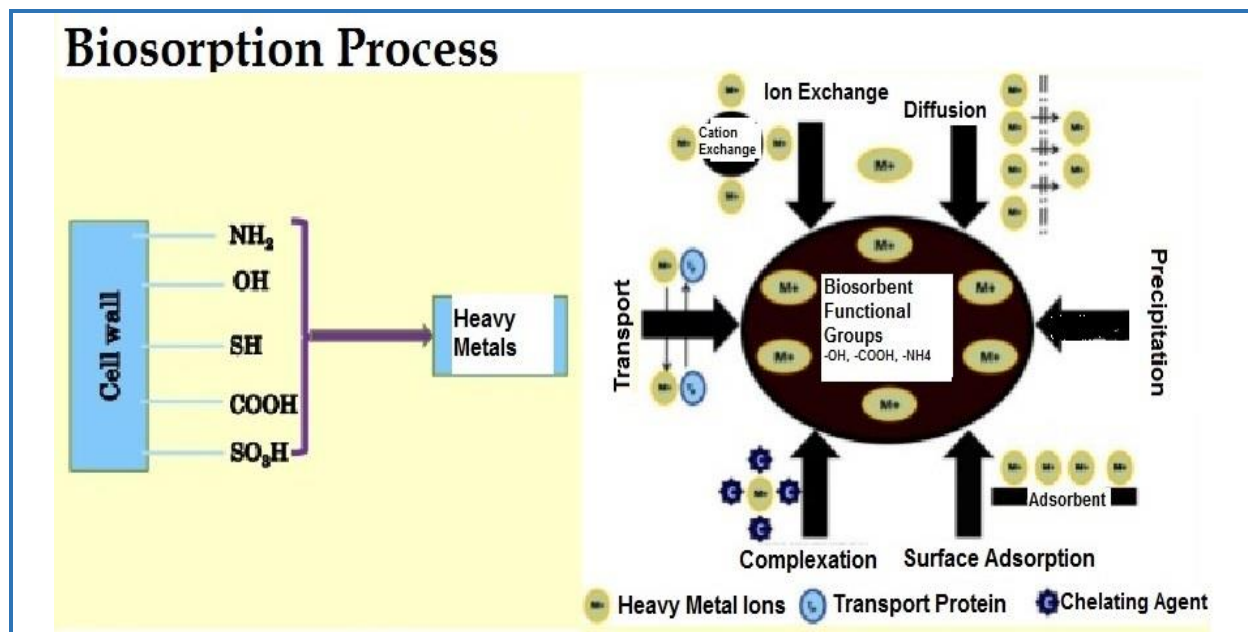 Biosorption Process
Cell wall
NH₂
OH
SH
COOH
SO₃H
Heavy
Metals
Ion Exchange
Diffusion
M+
M+
M+
M+
Cation
Exchange
M+
M+
M+
M+
M+
M+
M+
M+
Transport
M+
M+
Precipitation
M+
M+
M+
M+
M+
M+
Biosorbent
Functional
Groups
-OH, -COOH, -NH4
C
C
M+
C
C
M+
M+
M+
M+
Adsorbent
Complexation
Surface Adsorption
M+
Heavy Metal Ions
Transport Protein
C
Chelating Agent